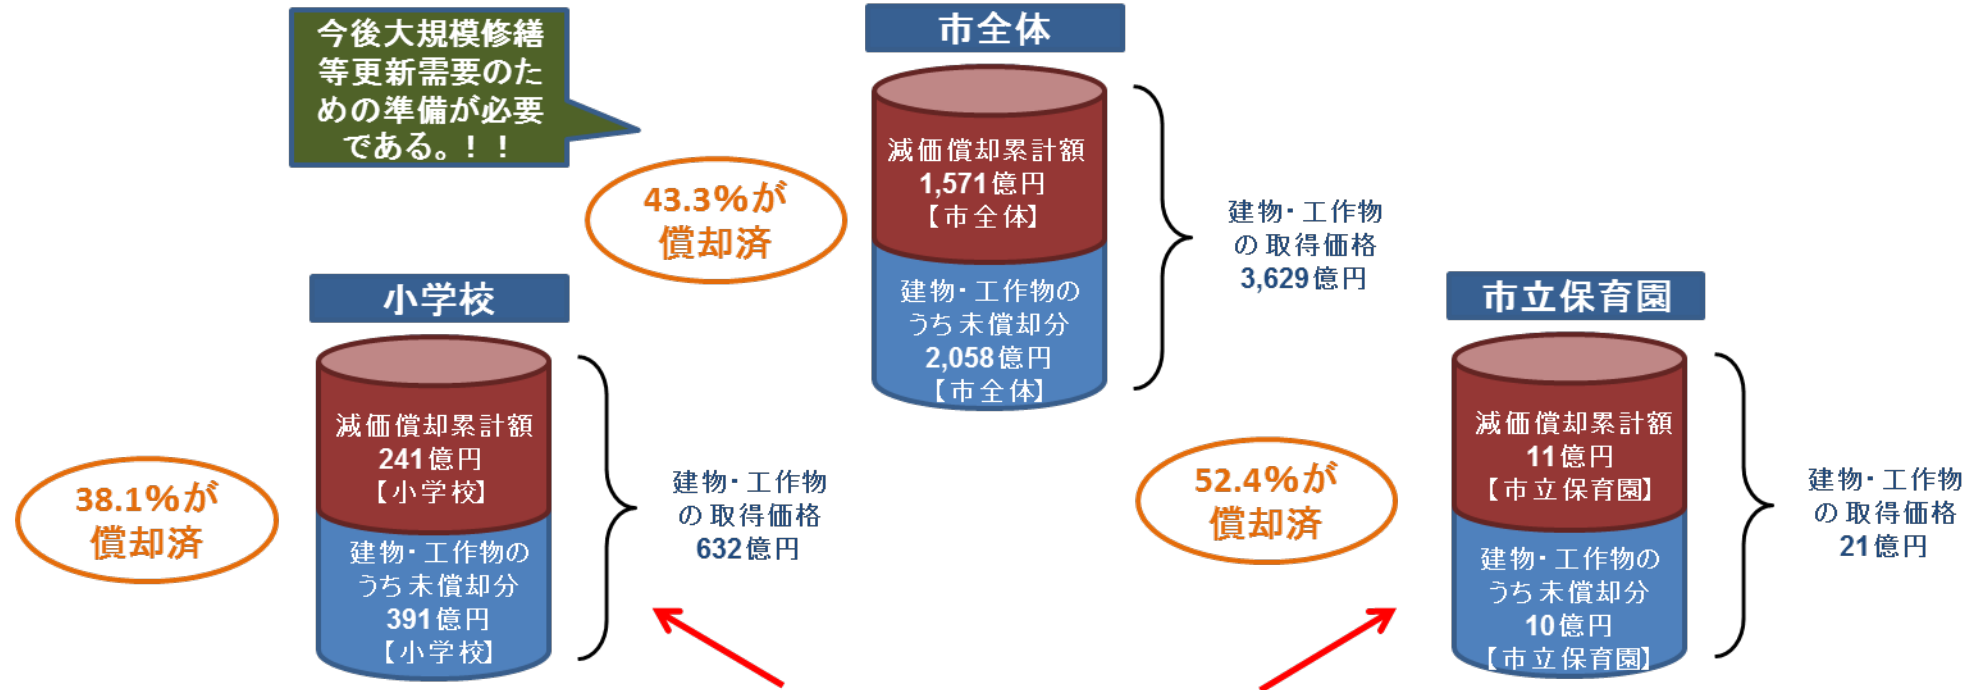 今後大規模修繕
等更新需要のた
めの準備が必要
である。！！
市全体
減価償却累計額
1,571億円
【市全体】
建物・工作物の
うち未償却分
2,058億円
【市全体】
43.3%が
償却済
建物・工作物
の取得価格
3,629億円
小学校
減価償却累計額
241億円
【小学校】
建物・工作物の
うち未償却分
391億円
【小学校】
38.1%が
償却済
建物・工作物
の取得価格
632億円
市立保育園
減価償却累計額
11億円
【市立保育園】
建物・工作物の
うち未償却分
10億円
【市立保育園】
52.4%が
償却済
建物・工作物
の取得価格
21億円